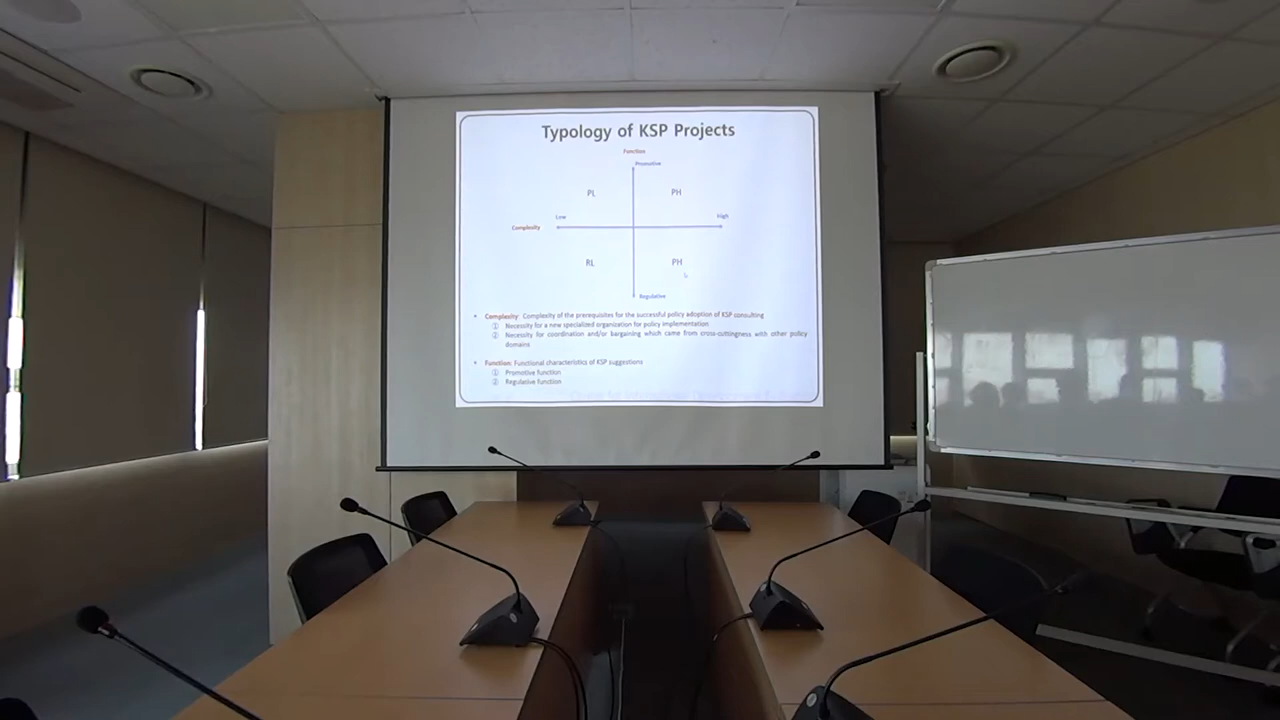 Typology of KSP Projects
Function
Promotive
PL PH
Low High
Complexity
RL PH
Regulative
• Complexity: Complexity of the prerequisites for the successful policy adoption of KSP consulting
① Necessity for a new specialized organization for policy implementation
② Necessity for coordination and/or bargaining which came from cross-cuttingness with other policy
domains
• Function: Functional characteristics of KSP suggestions
① Promotive function
② Regulative function